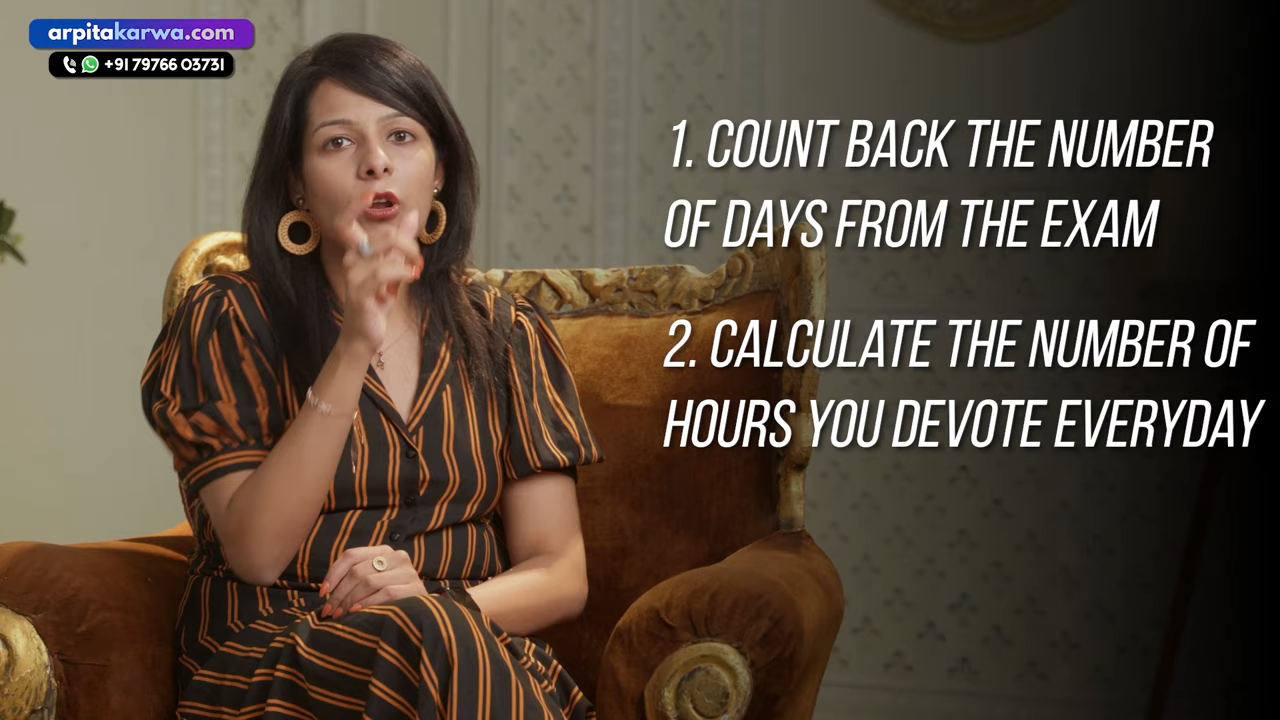 arpitakarwa.com
+91 79766 03731
1. COUNT BACK THE NUMBER
OF DAYS FROM THE EXAM
2. CALCULATE THE NUMBER OF
HOURS YOU DEVOTE EVERYDAY